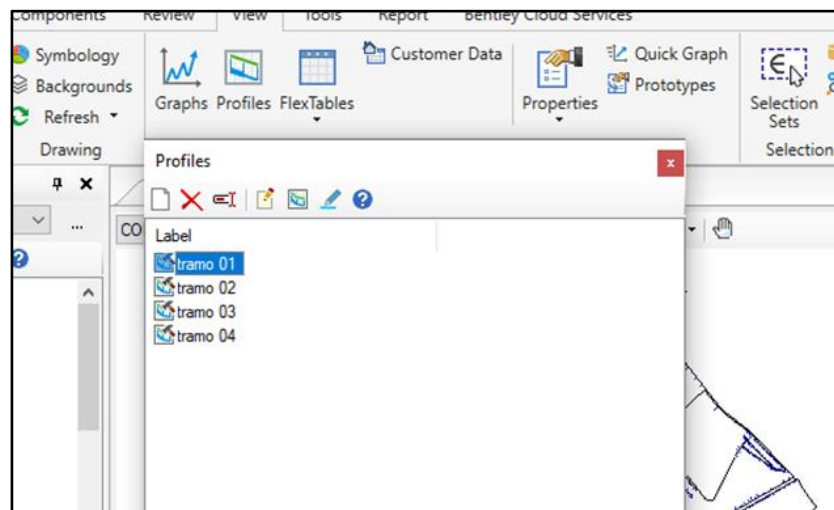 Components Review View Tools Report Bentley Cloud Services
Symbology
Backgrounds
Refresh
Drawing
Graphs Profiles FlexTables
Customer Data
Properties
Quick Graph
Prototypes
Selection
Sets
Selection
Profiles
CO
Label
tramo 01
tramo 02
tramo 03
tramo 04